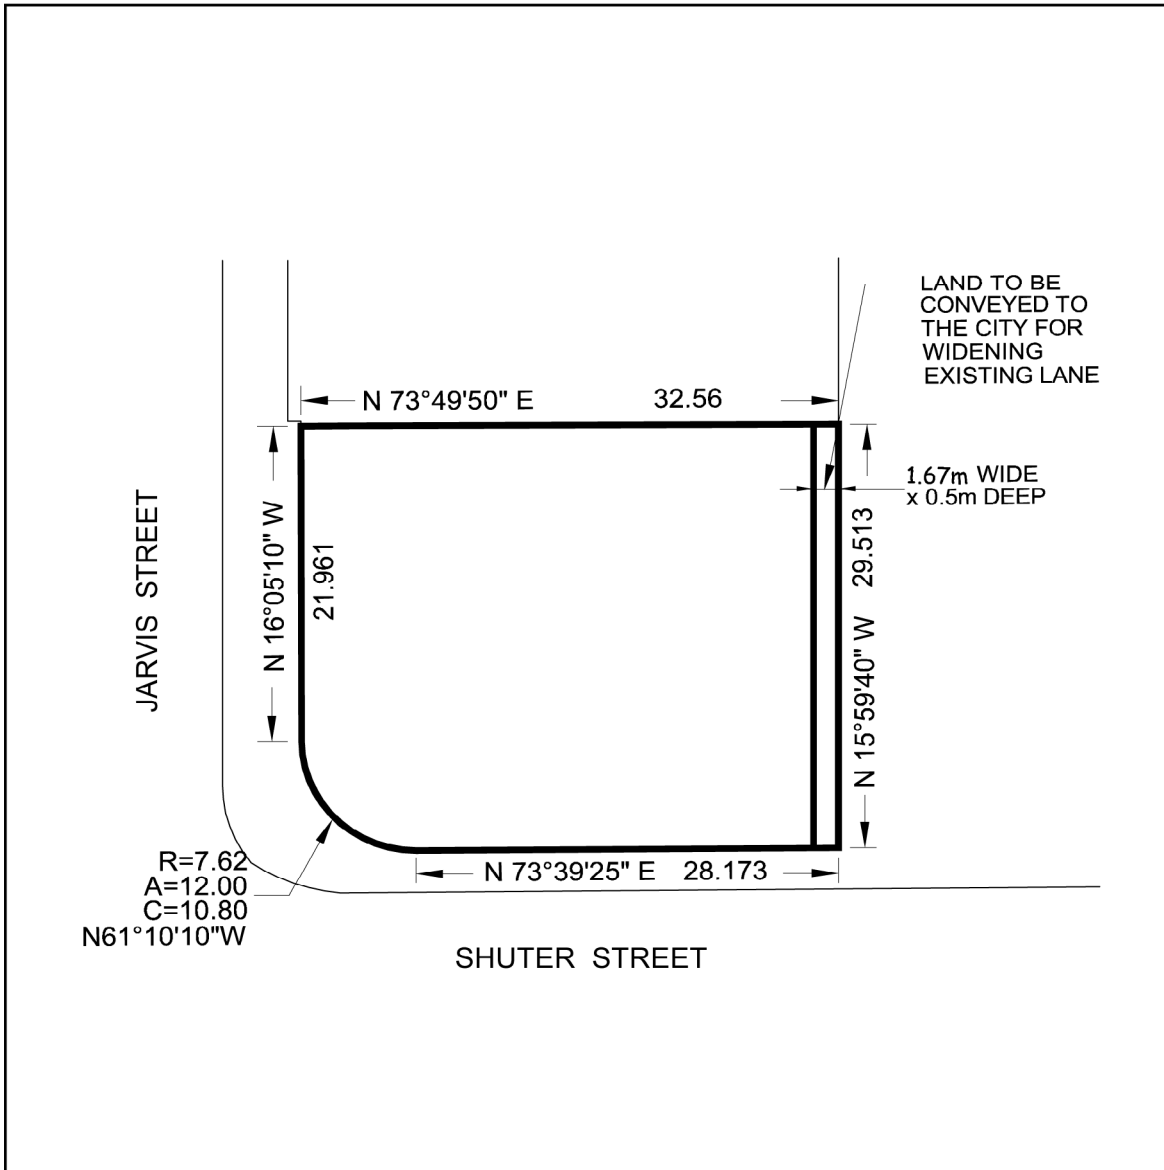 LAND TO BE
CONVEYED TO
THE CITY FOR
WIDENING
EXISTING LANE
N 73°49'50" E 32.56
1.67m WIDE
x 0.5m DEEP
JARVIS STREET
N 16°05'10" W
21.961
N 15°59'40" W 29.513
R=7.62
A=12.00
C=10.80
N61°10'10"W
N 73°39'25" E 28.173
SHUTER STREET